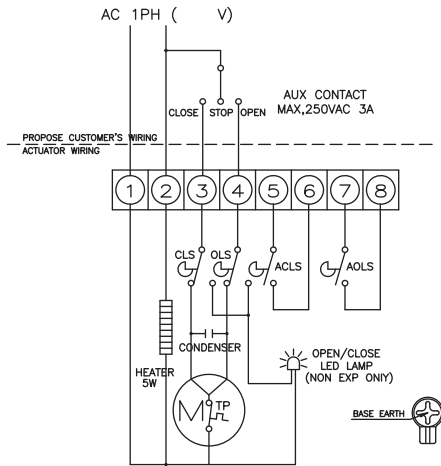 AC 1PH ( V)
AUX CONTACT
MAX,250VAC 3A
CLOSE STOP OPEN
PROPOSE CUSTOMER'S WIRING
ACTUATOR WIRING
1 2 3 4 5 6 7 8
CLS OLS ACLS AOLS
CONDENSER
HEATER
5W
OPEN/CLOSE
LED LAMP
(NON EXP ONlY)
M TP
BASE EARTH